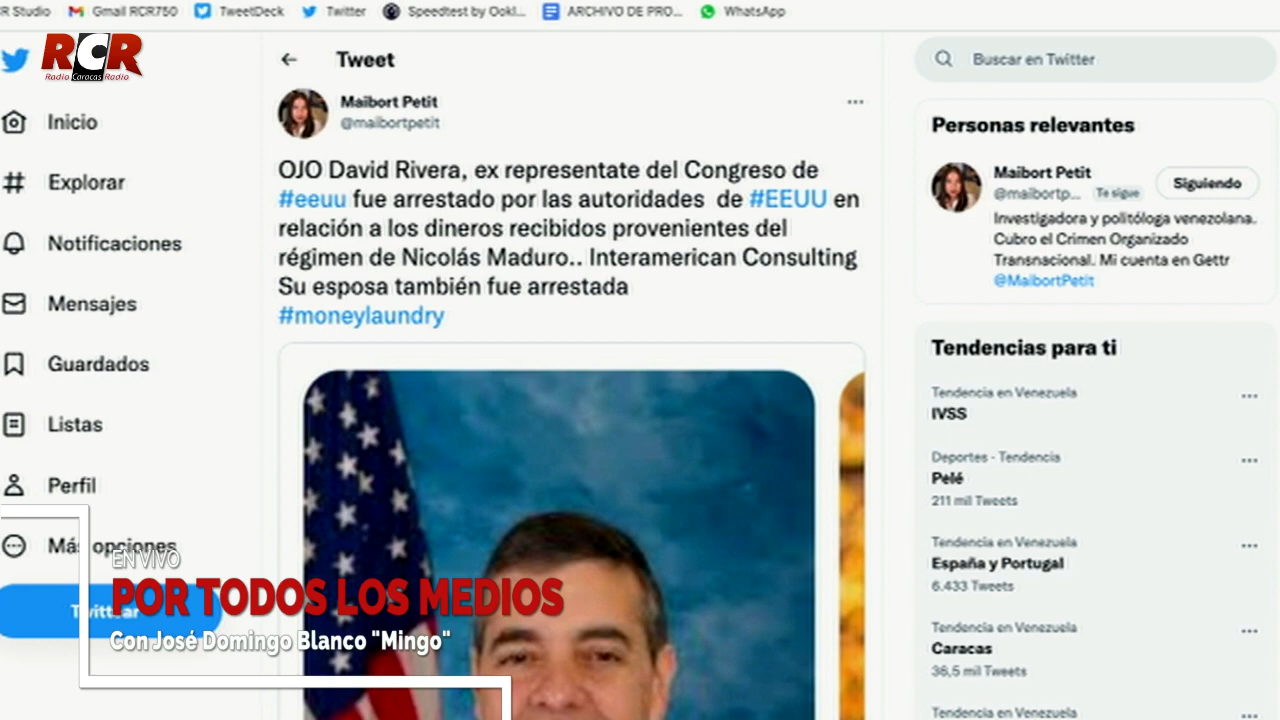 R Studio
Gmail RCR750
TweetDeck
Twitter
Speedtest by Ookl...
ARCHIVO DE PRO...
WhatsApp
RCR
Radio Caracas Radio
Inicio
Explorar
Notificaciones
Mensajes
Guardados
Listas
Perfil
Más opciones
Twittear
Tweet
Maibort Petit
@maibortpetit
OJO David Rivera, ex representate del Congreso de
#eeuu fue arrestado por las autoridades de #EEUU en
relación a los dineros recibidos provenientes del
régimen de Nicolás Maduro.. Interamerican Consulting
Su esposa también fue arrestada
#moneylaundry
EN VIVO
POR TODOS LOS MEDIOS
Con José Domingo Blanco "Mingo"
Buscar en Twitter
Personas relevantes
Maibort Petit
@maibortp...
Te sigue
Siguiendo
Investigadora y politóloga venezolana.
Cubro el Crimen Organizado
Transnacional. Mi cuenta en Gettr
@MaibortPetit
Tendencias para ti
Tendencia en Venezuela
IVSS
Deportes - Tendencia
Pelé
211 mil Tweets
Tendencia en Venezuela
España y Portugal
6.433 Tweets
Tendencia en Venezuela
Caracas
36,5 mil Tweets
Tendencia en Venezuela